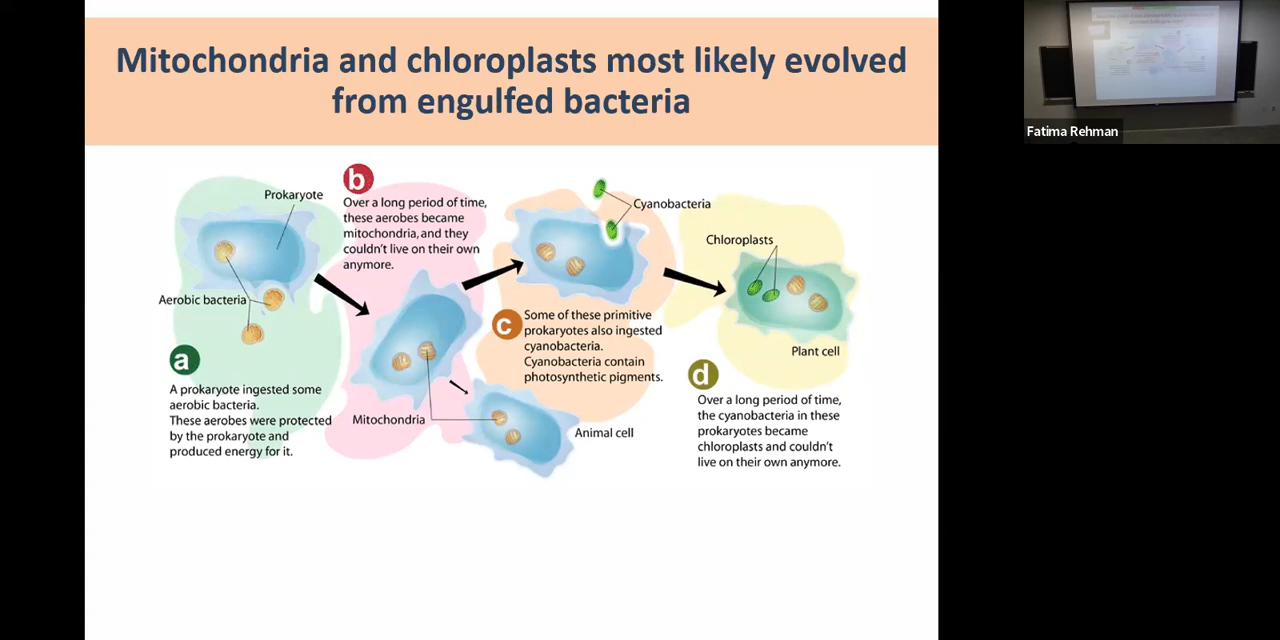 Mitochondria and chloroplasts most likely evolved
from engulfed bacteria
Prokaryote
Aerobic bacteria
a
A prokaryote ingested some
aerobic bacteria.
These aerobes were protected
by the prokaryote and
produced energy for it.
b
Over a long period of time,
these aerobes became
mitochondria, and they
couldn't live on their own
anymore.
Mitochondria
Animal cell
Cyanobacteria
c
Some of these primitive
prokaryotes also ingested
cyanobacteria.
Cyanobacteria contain
photosynthetic pigments.
Chloroplasts
Plant cell
d
Over a long period of time,
the cyanobacteria in these
prokaryotes became
chloroplasts and couldn't
live on their own anymore.
Fatima Rehman